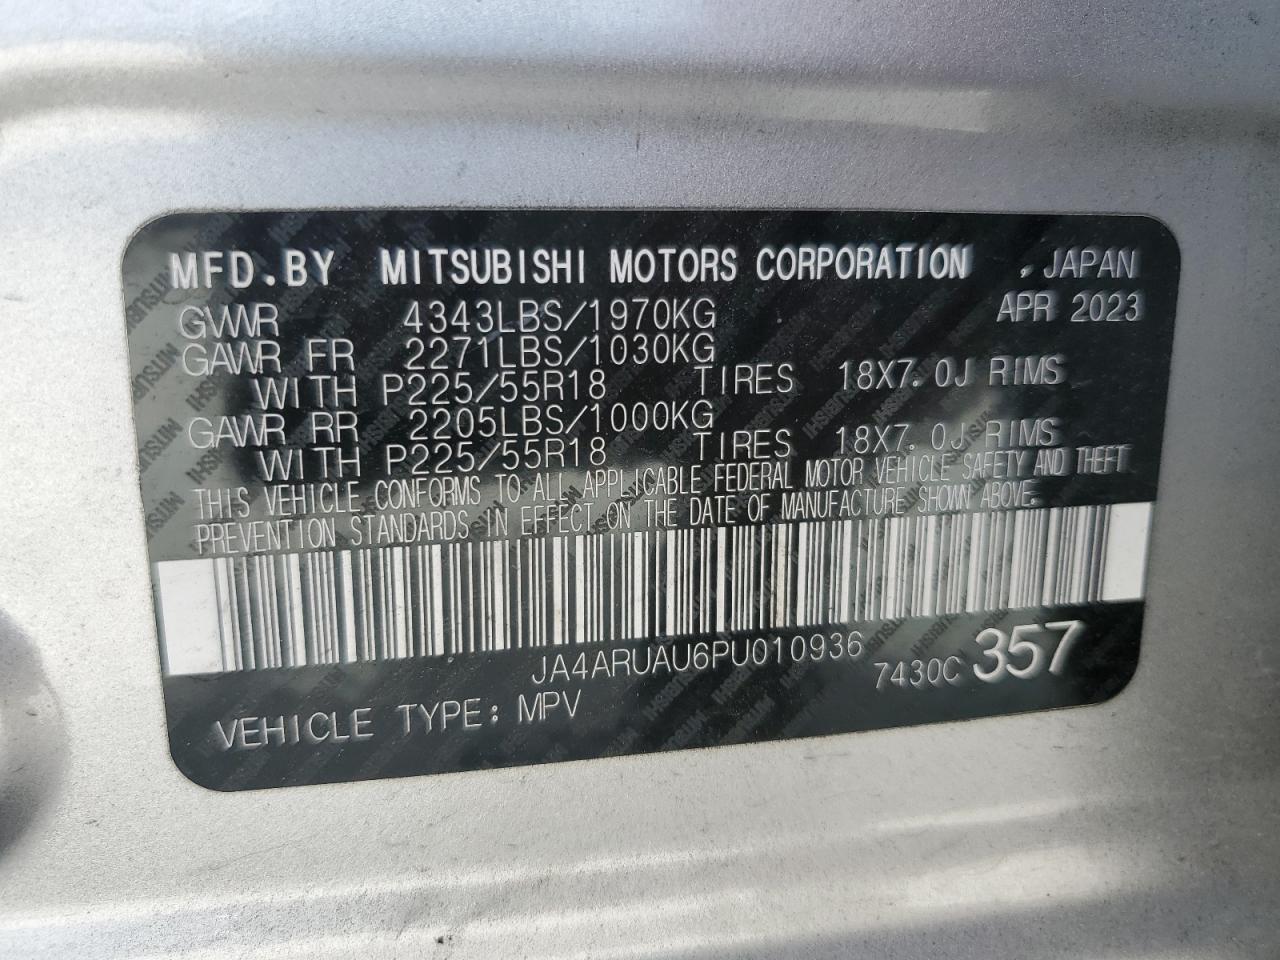 MFD.BY MITSUBISHI MOTORS CORPORATION , JAPAN
GVWR 4343LBS/1970KG APR 2023
GAWR FR 2271LBS/1030KG
WITH P225/55R18 TIRES 18X7.0J RIMS
GAWR RR 2205LBS/1000KG
WITH P225/55R18 TIRES 18X7.0J RIMS
THIS VEHICLE CONFORMS TO ALL APPLICABLE FEDERAL MOTOR VEHICLE SAFETY AND THEFT
PREVENTION STANDARDS IN EFFECT ON THE DATE OF MANUFACTURE SHOWN ABOVE.
JA4ARUAU6PU010936 7430C 357
VEHICLE TYPE: MPV